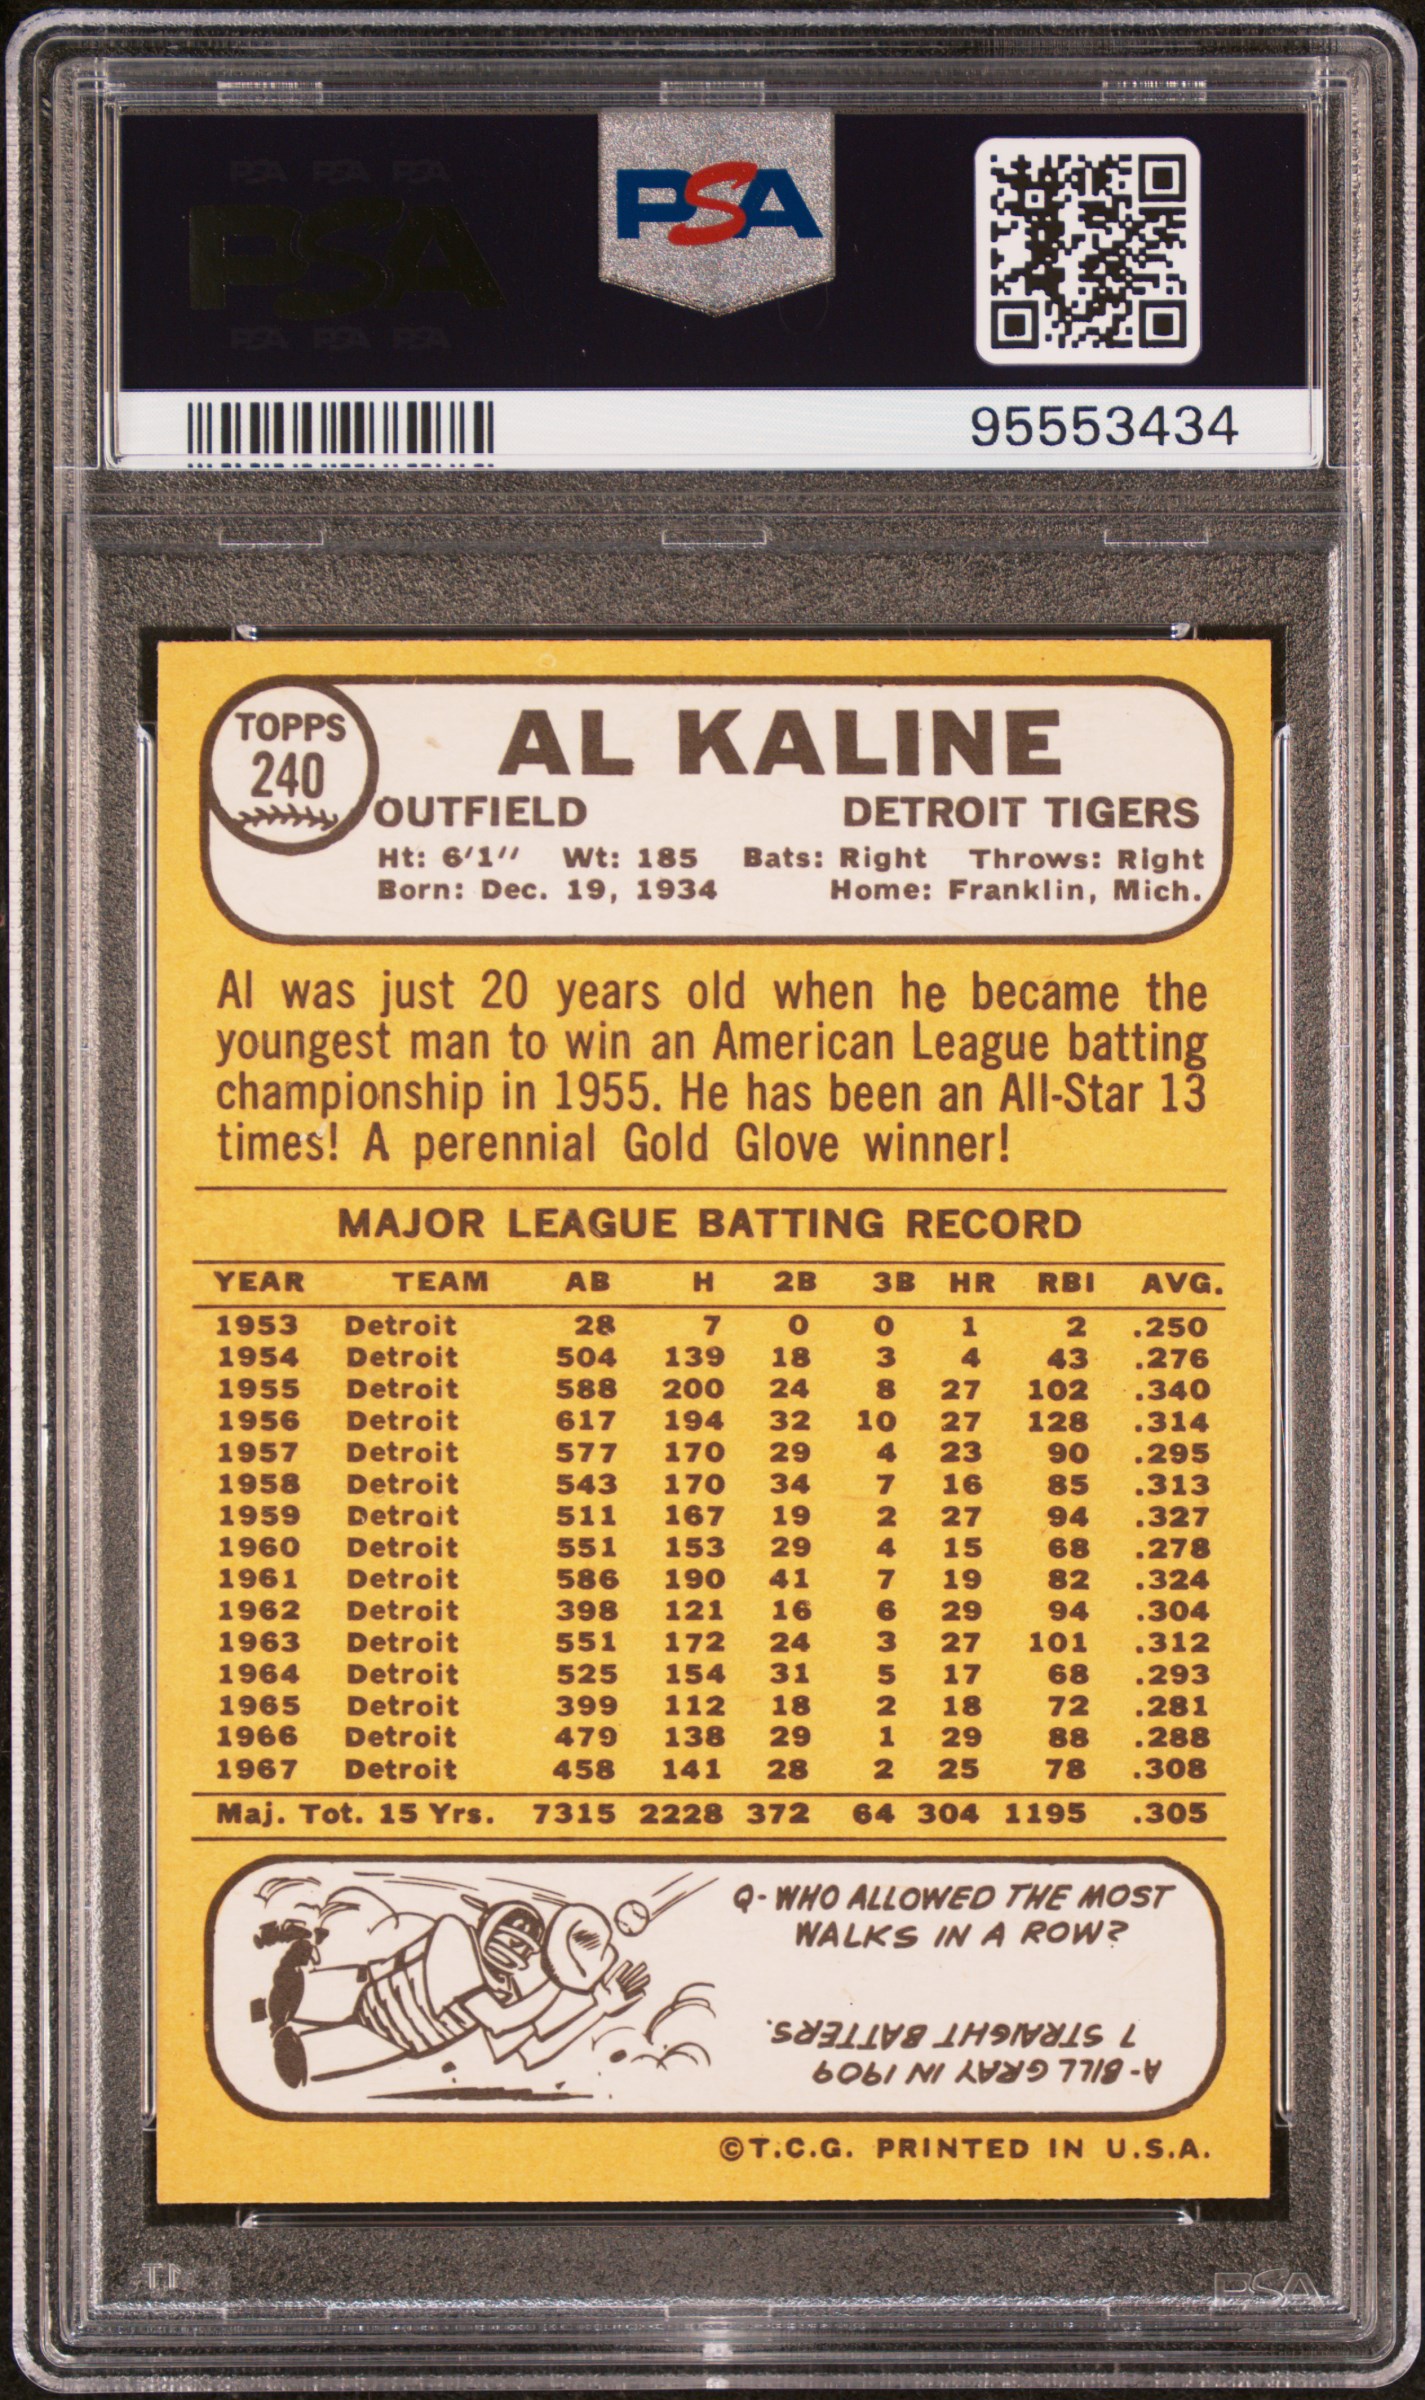 PSA PSA PSA
PSA
PSA PSA PSA
PSA
95553434
TOPPS
240
AL KALINE
OUTFIELD DETROIT TIGERS
Ht: 6'1" Wt: 185 Bats: Right Throws: Right
Born: Dec. 19, 1934 Home: Franklin, Mich.
Al was just 20 years old when he became the
youngest man to win an American League batting
championship in 1955. He has been an All-Star 13
times! A perennial Gold Glove winner!
MAJOR LEAGUE BATTING RECORD
YEAR TEAM AB H 2B 3B HR RBI AVG.
1953 Detroit 28 7 0 0 1 2 .250
1954 Detroit 504 139 18 3 4 43 .276
1955 Detroit 588 200 24 8 27 102 .340
1956 Detroit 617 194 32 10 27 128 .314
1957 Detroit 577 170 29 4 23 90 .295
1958 Detroit 543 170 34 7 16 85 .313
1959 Detroit 511 167 19 2 27 94 .327
1960 Detroit 551 153 29 4 15 68 .278
1961 Detroit 586 190 41 7 19 82 .324
1962 Detroit 398 121 16 6 29 94 .304
1963 Detroit 551 172 24 3 27 101 .312
1964 Detroit 525 154 31 5 17 68 .293
1965 Detroit 399 112 18 2 18 72 .281
1966 Detroit 479 138 29 1 29 88 .288
1967 Detroit 458 141 28 2 25 78 .308
Maj. Tot. 15 Yrs. 7315 2228 372 64 304 1195 .305
Q- WHO ALLOWED THE MOST
WALKS IN A ROW?
A- BILL GRAY IN 1909
7 STRAIGHT BATTERS.
©T.C.G. PRINTED IN U.S.A.
PSA